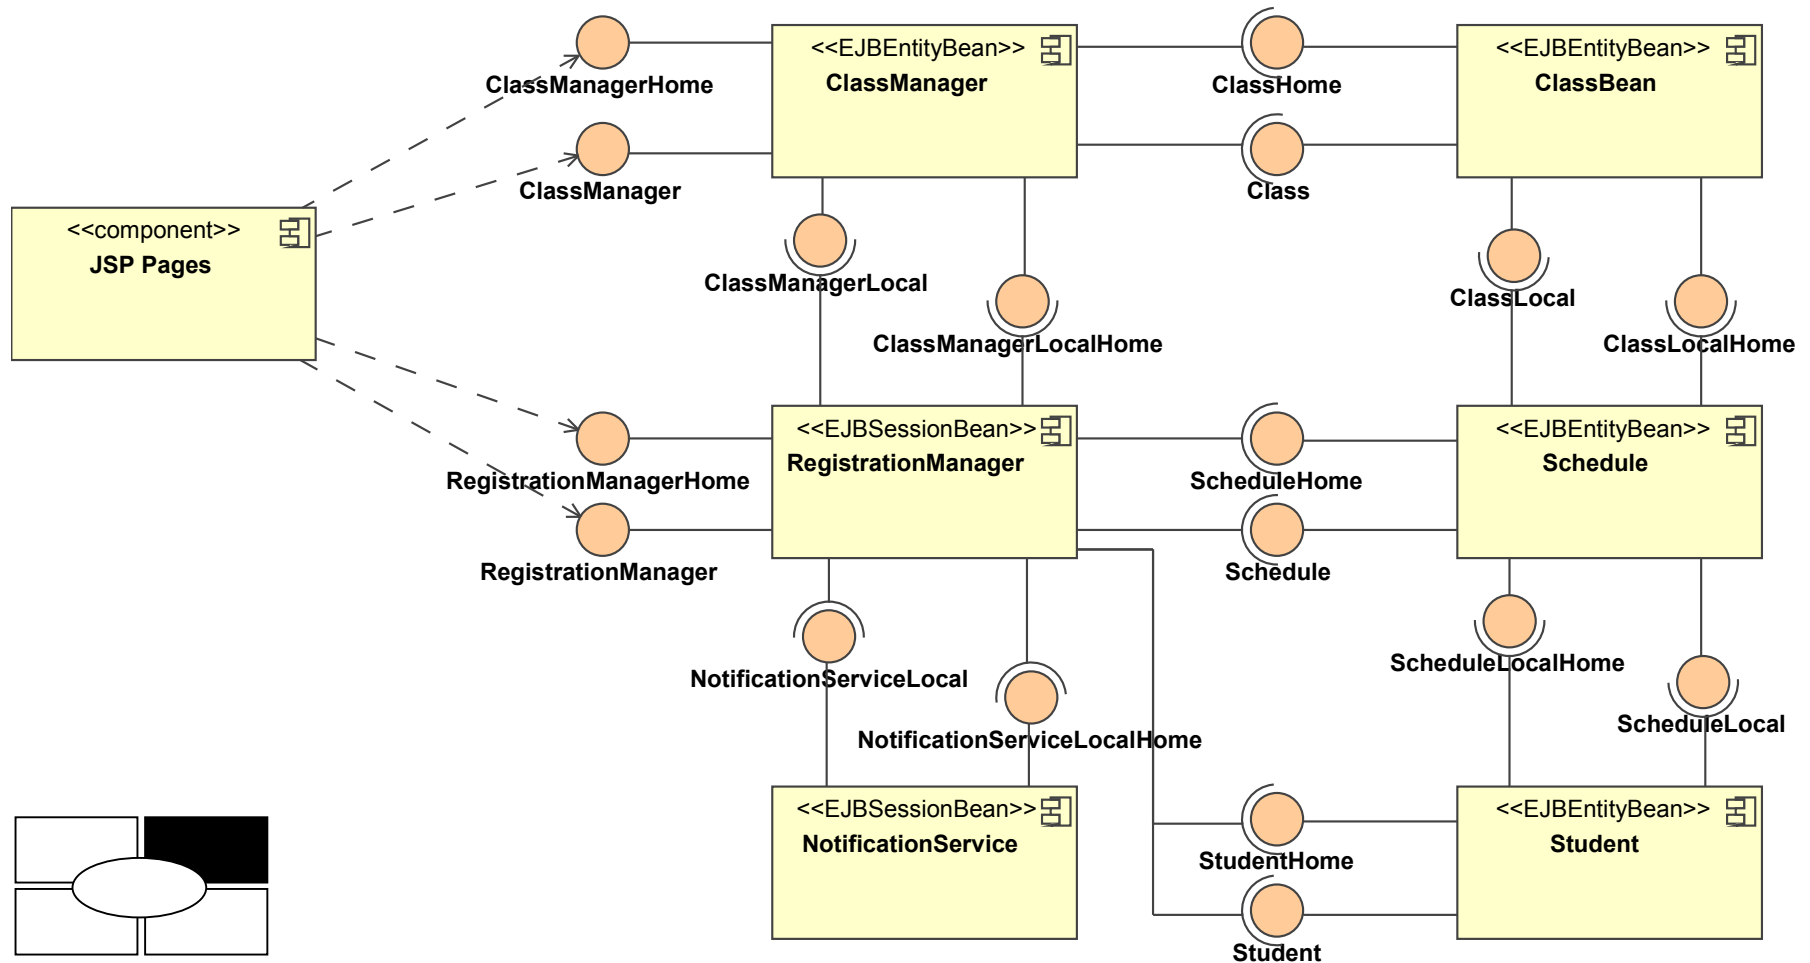 <<EJBEntityBean>>
ClassManager
<<EJBEntityBean>>
ClassBean
ClassManagerHome
ClassHome
ClassManager
Class
<<component>>
JSP Pages
ClassManagerLocal
ClassLocal
ClassManagerLocalHome
ClassLocalHome
<<EJBSessionBean>>
RegistrationManager
<<EJBEntityBean>>
Schedule
RegistrationManagerHome
ScheduleHome
RegistrationManager
Schedule
NotificationServiceLocal
ScheduleLocalHome
NotificationServiceLocalHome
ScheduleLocal
<<EJBSessionBean>>
NotificationService
<<EJBEntityBean>>
Student
StudentHome
Student